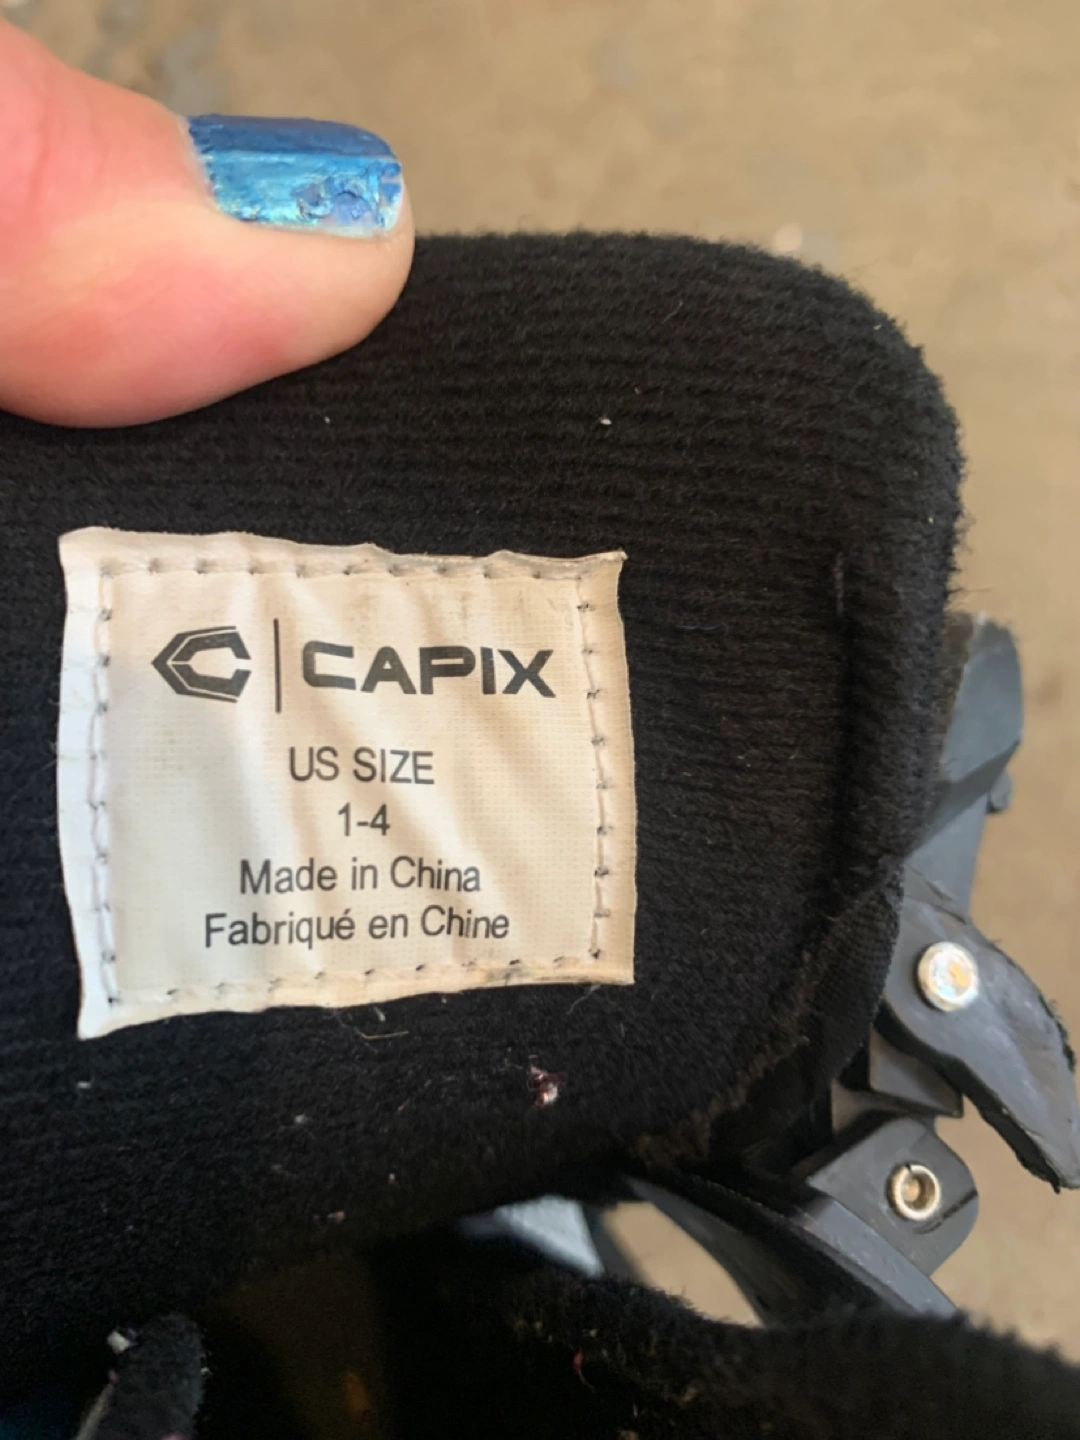 CAPIX
US SIZE
1-4
Made in China
Fabriqué en Chine